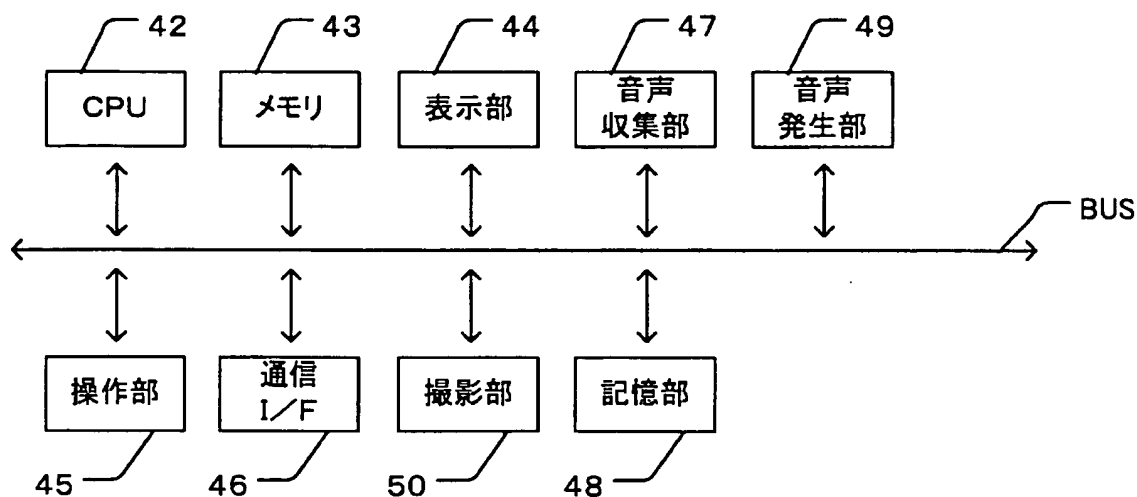 42
43
44
47
49
CPU
メモリ
表示部
音声
収集部
音声
発生部
BUS
操作部
通信
I／F
撮影部
記憶部
45
46
50
48